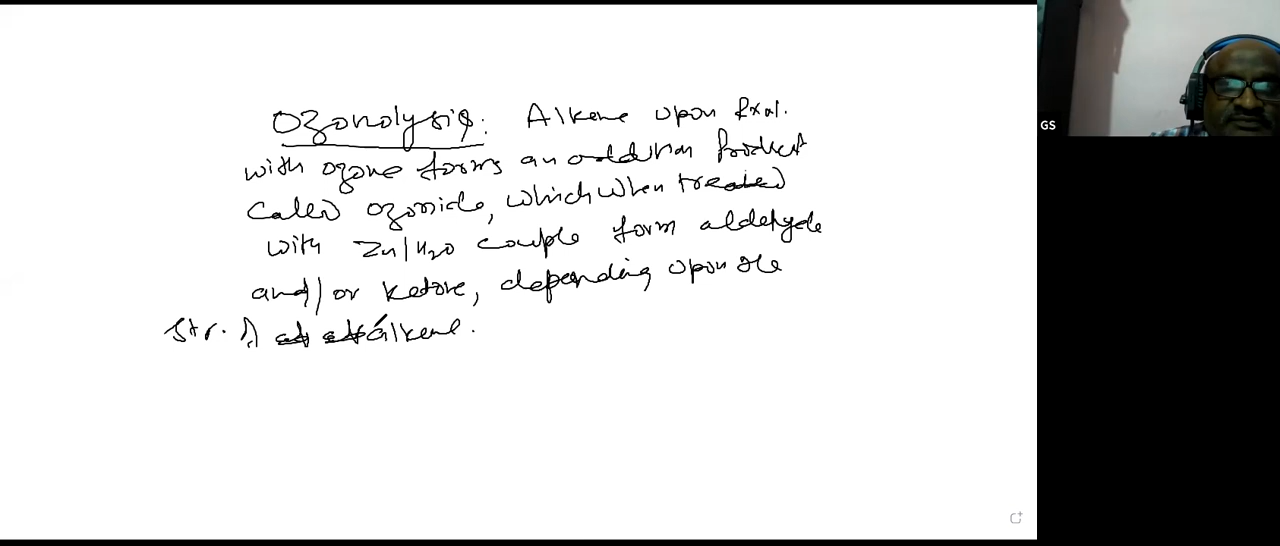 Ozonolysis: Alkene upon rxn.
with ozone forms an addition Product
called ozonide, which when treated
with Zn/H2O couple form aldehyde
and/or ketone, depending upon the
Str. of alkene.
GS